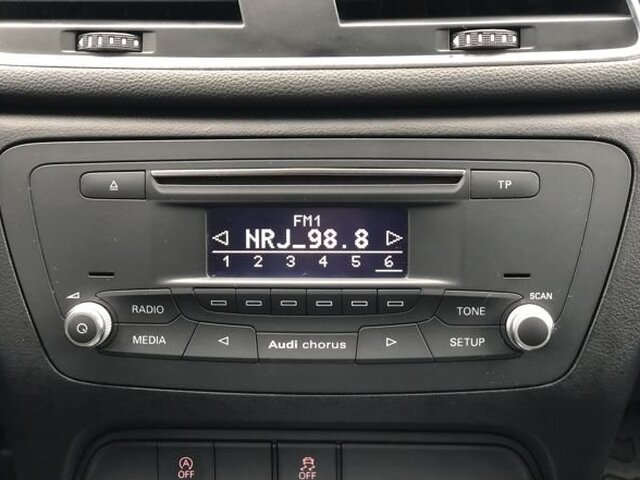 TP
FM1
NRJ_98.8
1 2 3 4 5 6
RADIO
TONE
SCAN
MEDIA
Audi chorus
SETUP
A
OFF
OFF